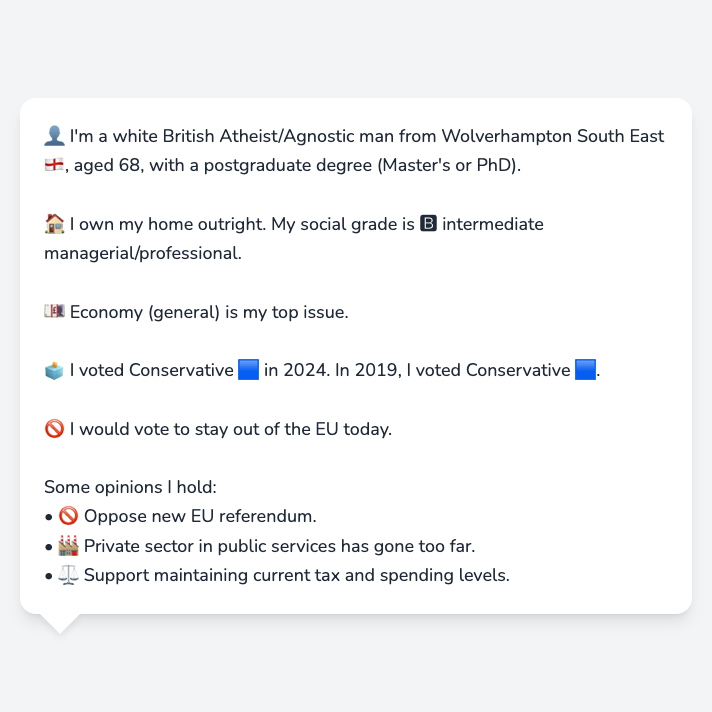 👤 I'm a white British Atheist/Agnostic man from Wolverhampton South East
🏴󠁧󠁢󠁥󠁮󠁧󠁿, aged 68, with a postgraduate degree (Master's or PhD).
🏠 I own my home outright. My social grade is 🅱 intermediate
managerial/professional.
💷 Economy (general) is my top issue.
🗳️ I voted Conservative 🟦 in 2024. In 2019, I voted Conservative 🟦.
🚫 I would vote to stay out of the EU today.
Some opinions I hold:
• 🚫 Oppose new EU referendum.
• 🏭 Private sector in public services has gone too far.
• ⚖️ Support maintaining current tax and spending levels.